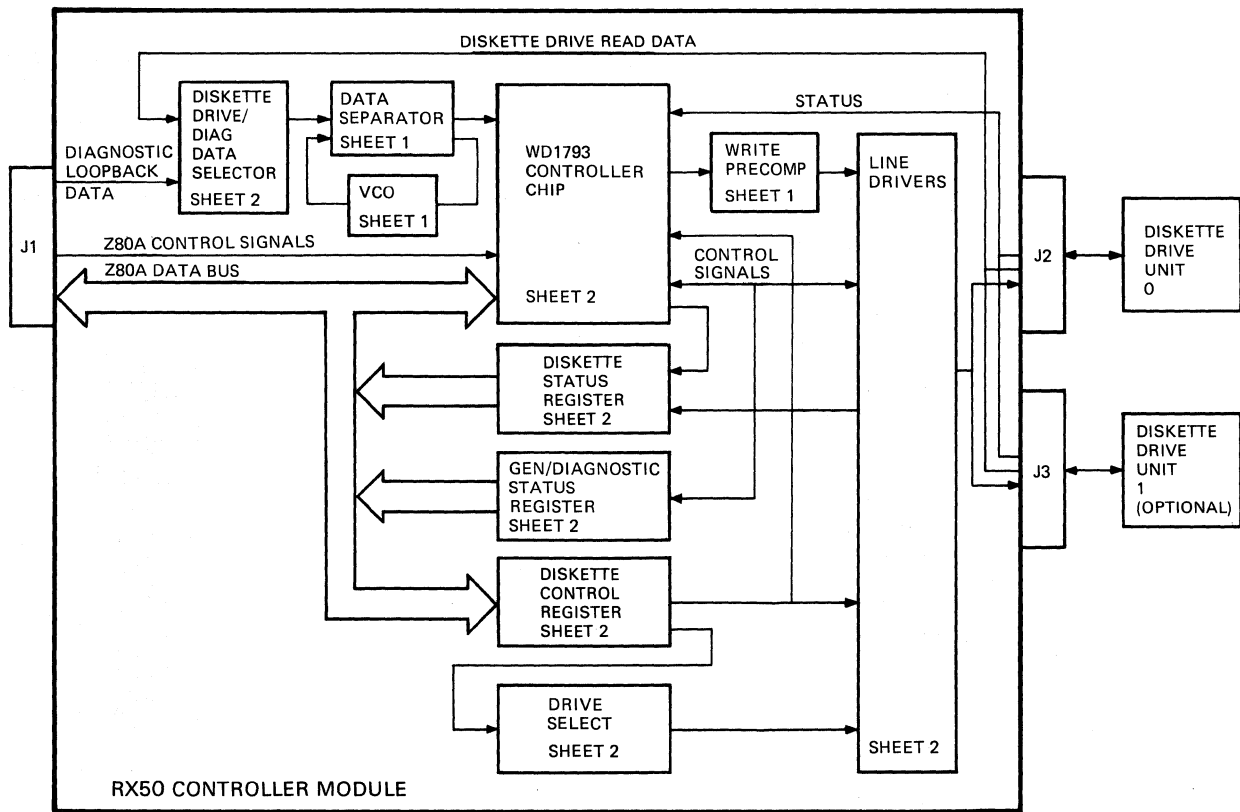 DISKETTE DRIVE READ DATA
DISKETTE
DRIVE/
DIAG
DATA
SELECTOR
SHEET 2
DATA
SEPARATOR
SHEET 1
VCO
SHEET 1
WD1793
CONTROLLER
CHIP
SHEET 2
STATUS
WRITE
PRECOMP
SHEET 1
LINE
DRIVERS
SHEET 2
DIAGNOSTIC
LOOPBACK
DATA
J1
Z80A CONTROL SIGNALS
Z80A DATA BUS
CONTROL
SIGNALS
J2
DISKETTE
DRIVE
UNIT
0
DISKETTE
STATUS
REGISTER
SHEET 2
GEN/DIAGNOSTIC
STATUS
REGISTER
SHEET 2
J3
DISKETTE
DRIVE
UNIT
1
(OPTIONAL)
DISKETTE
CONTROL
REGISTER
SHEET 2
DRIVE
SELECT
SHEET 2
RX50 CONTROLLER MODULE